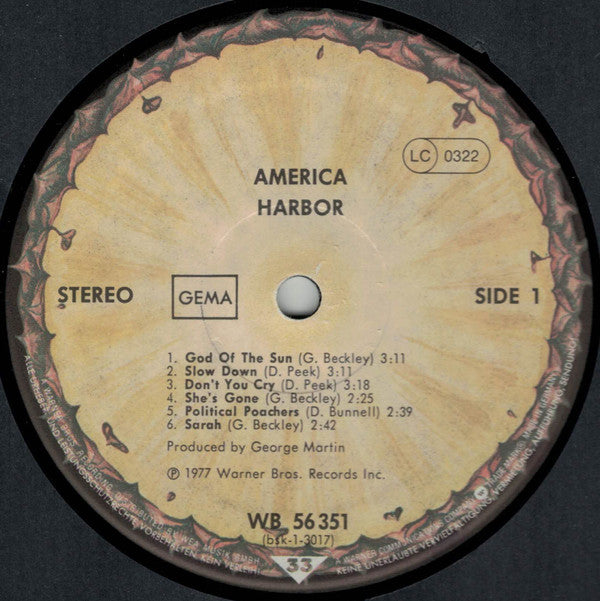 LC 0322
AMERICA
HARBOR
STEREO
GEMA
SIDE 1
1. God Of The Sun (G. Beckley) 3:11
2. Slow Down (D. Peek) 3:11
3. Don't You Cry (D. Peek) 3:18
4. She's Gone (G. Beckley) 2:25
5. Political Poachers (D. Bunnell) 2:39
6. Sarah (G. Beckley) 2:42
Produced by George Martin
℗ 1977 Warner Bros. Records Inc.
WB 56 351
(bsk-1-3017)
33